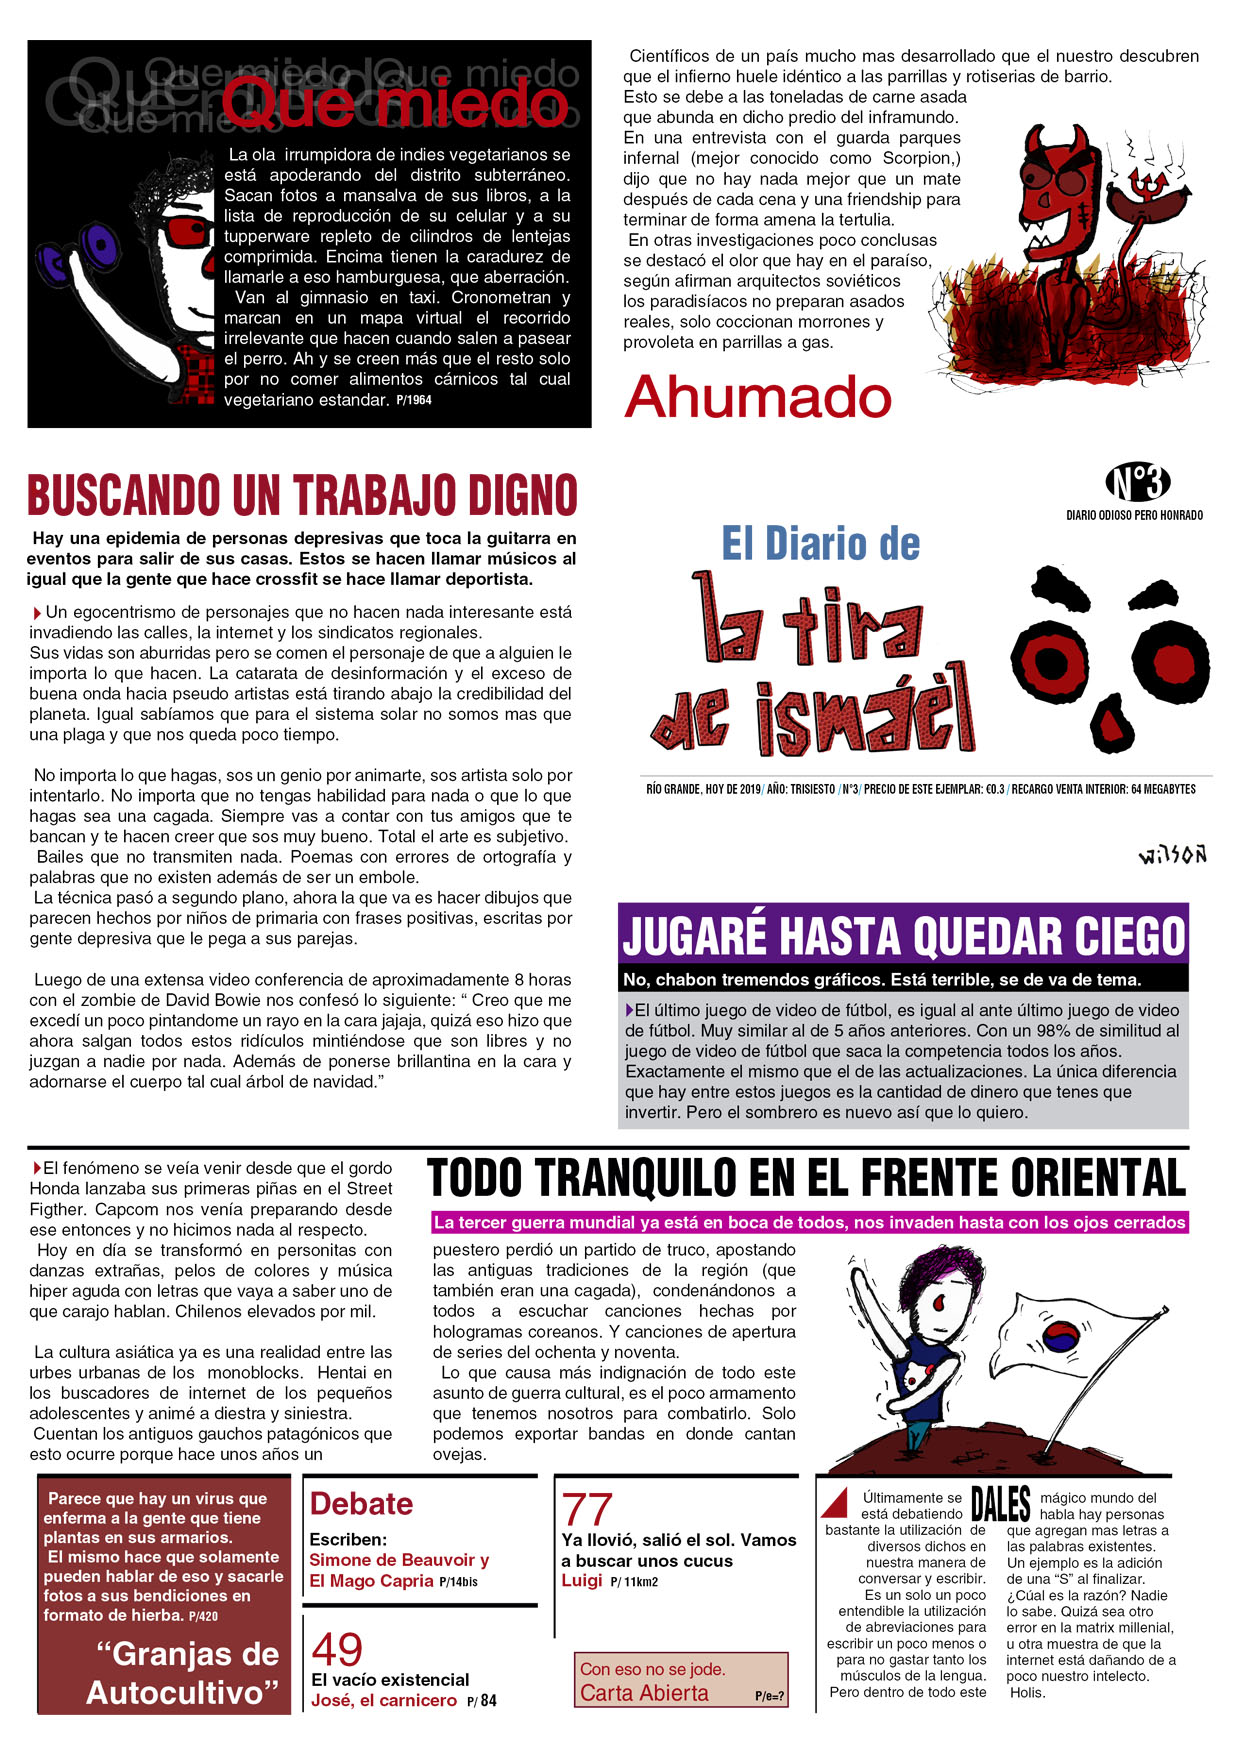 Que miedo
Que miedo
Que miedo
Que miedo
Que miedo
Que miedo
La ola irrumpidora de indies vegetarianos se
está apoderando del distrito subterráneo.
Sacan fotos a mansalva de sus libros, a la
lista de reproducción de su celular y a su
tupperware repleto de cilindros de lentejas
comprimida. Encima tienen la caradurez de
llamarle a eso hamburguesa, que aberración.
Van al gimnasio en taxi. Cronometran y
marcan en un mapa virtual el recorrido
irrelevante que hacen cuando salen a pasear
el perro. Ah y se creen más que el resto solo
por no comer alimentos cárnicos tal cual
vegetariano estandar. P/1964
Científicos de un país mucho mas desarrollado que el nuestro descubren
que el infierno huele idéntico a las parrillas y rotiserias de barrio.
Esto se debe a las toneladas de carne asada
que abunda en dicho predio del inframundo.
En una entrevista con el guarda parques
infernal (mejor conocido como Scorpion,)
dijo que no hay nada mejor que un mate
después de cada cena y una friendship para
terminar de forma amena la tertulia.
En otras investigaciones poco conclusas
se destacó el olor que hay en el paraíso,
según afirman arquitectos soviéticos
los paradisíacos no preparan asados
reales, solo coccionan morrones y
provoleta en parrillas a gas.
Ahumado
BUSCANDO UN TRABAJO DIGNO
Hay una epidemia de personas depresivas que toca la guitarra en
eventos para salir de sus casas. Estos se hacen llamar músicos al
igual que la gente que hace crossfit se hace llamar deportista.
Un egocentrismo de personajes que no hacen nada interesante está
invadiendo las calles, la internet y los sindicatos regionales.
Sus vidas son aburridas pero se comen el personaje de que a alguien le
importa lo que hacen. La catarata de desinformación y el exceso de
buena onda hacia pseudo artistas está tirando abajo la credibilidad del
planeta. Igual sabíamos que para el sistema solar no somos mas que
una plaga y que nos queda poco tiempo.
No importa lo que hagas, sos un genio por animarte, sos artista solo por
intentarlo. No importa que no tengas habilidad para nada o que lo que
hagas sea una cagada. Siempre vas a contar con tus amigos que te
bancan y te hacen creer que sos muy bueno. Total el arte es subjetivo.
Bailes que no transmiten nada. Poemas con errores de ortografía y
palabras que no existen además de ser un embole.
La técnica pasó a segundo plano, ahora la que va es hacer dibujos que
parecen hechos por niños de primaria con frases positivas, escritas por
gente depresiva que le pega a sus parejas.
Luego de una extensa video conferencia de aproximadamente 8 horas
con el zombie de David Bowie nos confesó lo siguiente: “ Creo que me
excedí un poco pintandome un rayo en la cara jajaja, quizá eso hizo que
ahora salgan todos estos ridículos mintiéndose que son libres y no
juzgan a nadie por nada. Además de ponerse brillantina en la cara y
adornarse el cuerpo tal cual árbol de navidad.”
N°3
DIARIO ODIOSO PERO HONRADO
El Diario de
la tira
de ismáèl
RÍO GRANDE, HOY DE 2019/ AÑO: TRISIESTO /N°3/ PRECIO DE ESTE EJEMPLAR: €0.3 / RECARGO VENTA INTERIOR: 64 MEGABYTES
WilSON
JUGARÉ HASTA QUEDAR CIEGO
No, chabon tremendos gráficos. Está terrible, se de va de tema.
El último juego de video de fútbol, es igual al ante último juego de video
de fútbol. Muy similar al de 5 años anteriores. Con un 98% de similitud al
juego de video de fútbol que saca la competencia todos los años.
Exactamente el mismo que el de las actualizaciones. La única diferencia
que hay entre estos juegos es la cantidad de dinero que tenes que
invertir. Pero el sombrero es nuevo así que lo quiero.
TODO TRANQUILO EN EL FRENTE ORIENTAL
La tercer guerra mundial ya está en boca de todos, nos invaden hasta con los ojos cerrados
El fenómeno se veía venir desde que el gordo
Honda lanzaba sus primeras piñas en el Street
Figther. Capcom nos venía preparando desde
ese entonces y no hicimos nada al respecto.
Hoy en día se transformó en personitas con
danzas extrañas, pelos de colores y música
hiper aguda con letras que vaya a saber uno de
que carajo hablan. Chilenos elevados por mil.
La cultura asiática ya es una realidad entre las
urbes urbanas de los monoblocks. Hentai en
los buscadores de internet de los pequeños
adolescentes y animé a diestra y siniestra.
Cuentan los antiguos gauchos patagónicos que
esto ocurre porque hace unos años un
puestero perdió un partido de truco, apostando
las antiguas tradiciones de la región (que
también eran una cagada), condenándonos a
todos a escuchar canciones hechas por
hologramas coreanos. Y canciones de apertura
de series del ochenta y noventa.
Lo que causa más indignación de todo este
asunto de guerra cultural, es el poco armamento
que tenemos nosotros para combatirlo. Solo
podemos exportar bandas en donde cantan
ovejas.
Parece que hay un virus que
enferma a la gente que tiene
plantas en sus armarios.
El mismo hace que solamente
pueden hablar de eso y sacarle
fotos a sus bendiciones en
formato de hierba. P/420
“Granjas de
Autocultivo”
Debate
Escriben:
Simone de Beauvoir y
El Mago Capria P/14bis
49
El vacío existencial
José, el carnicero P/ 84
77
Ya llovió, salió el sol. Vamos
a buscar unos cucus
Luigi P/ 11km2
Con eso no se jode.
Carta Abierta P/e=?
DALES
Últimamente se
está debatiendo
bastante la utilización de
diversos dichos en
nuestra manera de
conversar y escribir.
Es un solo un poco
entendible la utilización
de abreviaciones para
escribir un poco menos o
para no gastar tanto los
músculos de la lengua.
Pero dentro de todo este
mágico mundo del
habla hay personas
que agregan mas letras a
las palabras existentes.
Un ejemplo es la adición
de una “S” al finalizar.
¿Cúal es la razón? Nadie
lo sabe. Quizá sea otro
error en la matrix millenial,
u otra muestra de que la
internet está dañando de a
poco nuestro intelecto.
Holis.